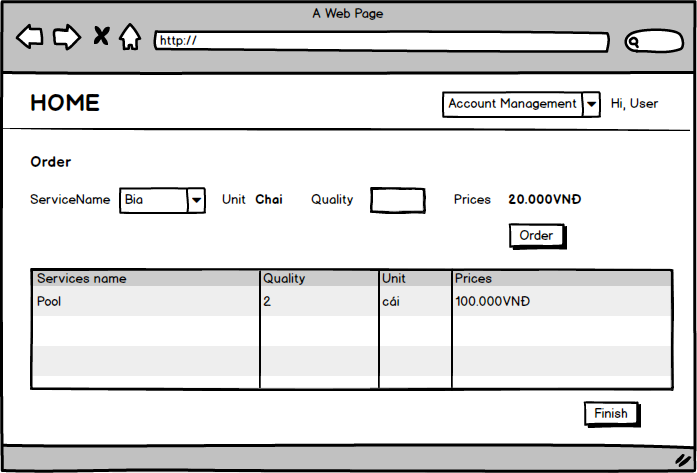 A Web Page
http://
HOME
Account Management
Hi, User
Order
ServiceName Bia Unit Chai Quality Prices 20.000VNĐ
Order
Services name Quality Unit Prices
Pool 2 cái 100.000VNĐ
Finish